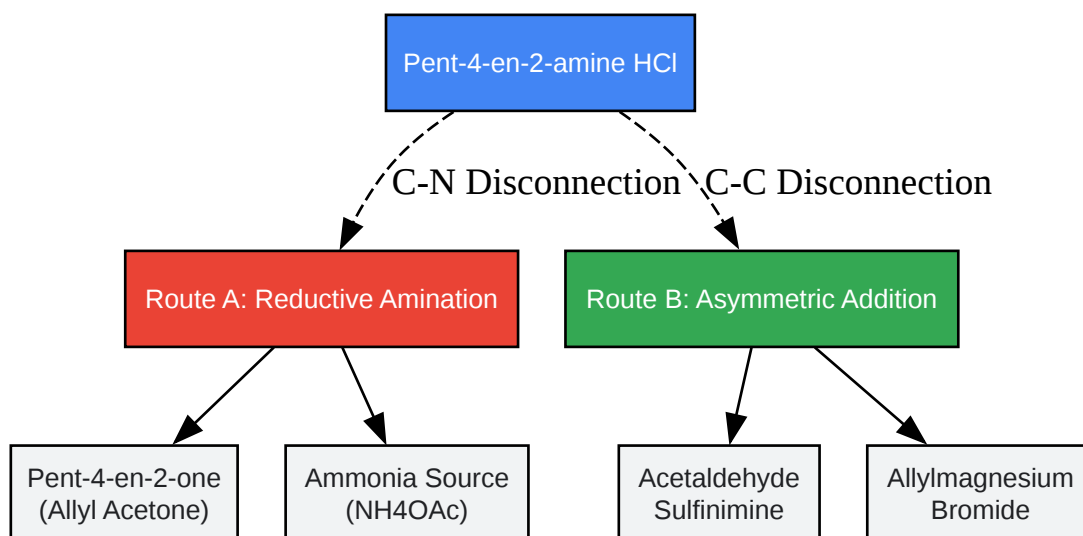 Pent-4-en-2-amine HCl
C-N Disconnection
C-C Disconnection
Route A: Reductive Amination
Route B: Asymmetric Addition
Pent-4-en-2-one
(Allyl Acetone)
Ammonia Source
(NH4OAc)
Acetaldehyde
Sulfinimine
Allylmagnesium
Bromide